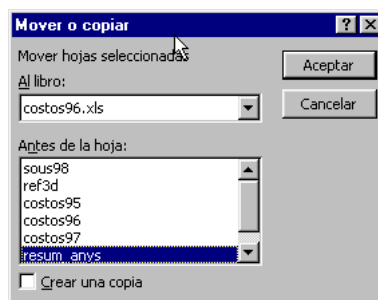 Mover o copiar
Mover hojas seleccionadas
Aceptar
Al libro:
costos96.xls
Cancelar
Antes de la hoja:
sous98
ref3d
costos95
costos96
costos97
resum_anys
Crear una copia